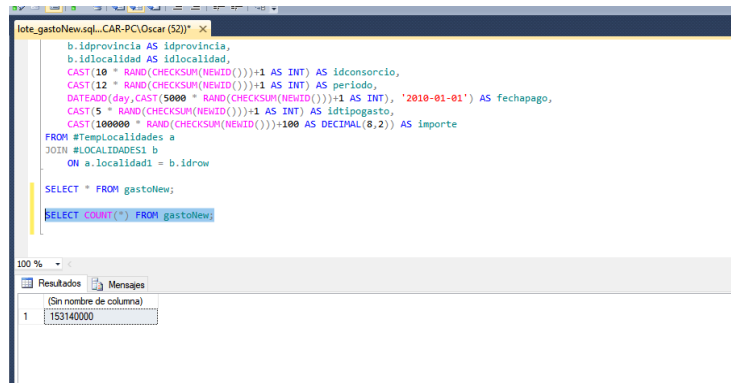 lote_gastoNew.sql...CAR-PC\Oscar (52))*
b.idprovincia AS idprovincia,
b.idlocalidad AS idlocalidad,
CAST(10 * RAND(CHECKSUM(NEWID()))+1 AS INT) AS idconsorcio,
CAST(12 * RAND(CHECKSUM(NEWID()))+1 AS INT) AS periodo,
DATEADD(day,CAST(5000 * RAND(CHECKSUM(NEWID()))+1 AS INT), '2010-01-01') AS fechapago,
CAST(5 * RAND(CHECKSUM(NEWID()))+1 AS INT) AS idtipogasto,
CAST(100000 * RAND(CHECKSUM(NEWID()))+100 AS DECIMAL(8,2)) AS importe
FROM #TempLocalidades a
JOIN #LOCALIDADES1 b
ON a.localidad1 = b.idrow
SELECT * FROM gastoNew;
SELECT COUNT(*) FROM gastoNew;
100 %
Resultados Mensajes
(Sin nombre de columna)
1 153140000